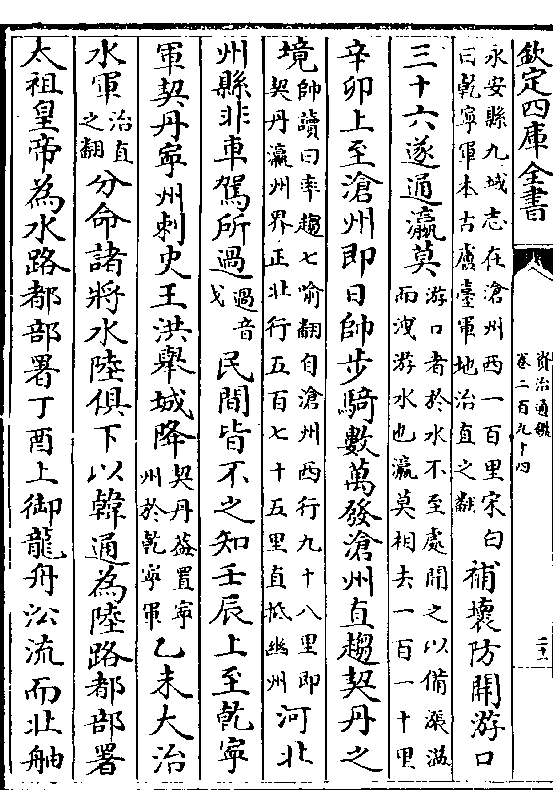 欽定四庫全書
資治通鑑
卷二百九十四
永安縣九城志在滄州西一百里宋白
曰乾寧軍本古盧臺軍地治直之翻
補壞防開游口
三十六遂通瀛莫
游口者於水不至處開之以備漲溢
而洩游水也瀛莫相去一百一十里
辛卯上至滄州即日帥步騎數萬發滄州直趨契丹之
境
帥讀曰率趨七喻翻自滄州西行九十八里即
契丹瀛州界正北行五百七十五里直抵幽州
河北
州縣非車駕所過
過音
戈
民間皆不之知壬辰上至乾寧
軍契丹寧州刺史王洪舉城降
契丹蓋置寧
州於乾寧軍
乙未大治
水軍
治直
之翻
分命諸將水陸俱下以韓通為陸路都部署
太祖皇帝為水路都部署丁酉上御龍舟沿流而北舳